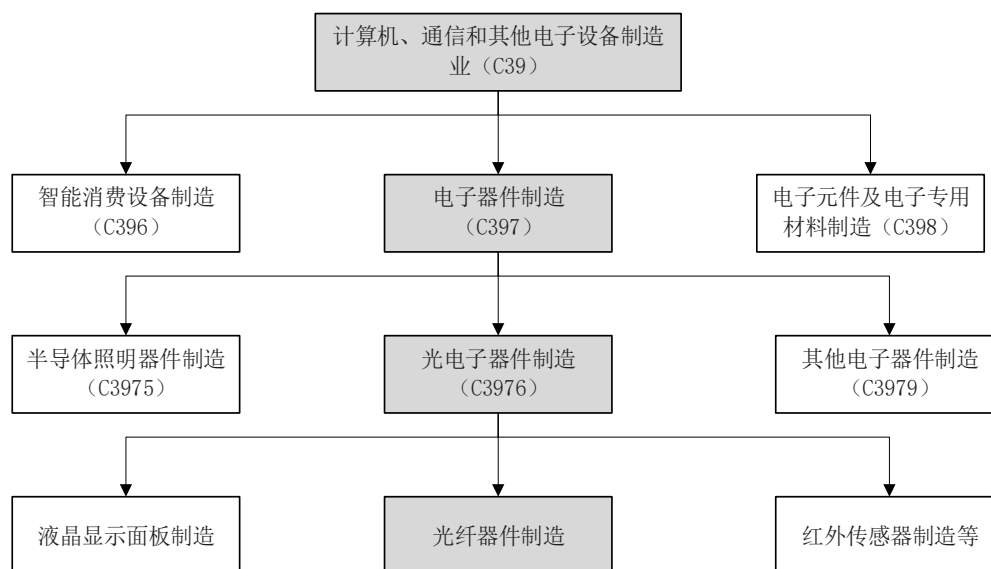 计算机、通信和其他电子设备制造
业（C39）
智能消费设备制造
（C396）
电子器件制造
（C397）
电子元件及电子专用
材料制造（C398）
半导体照明器件制造
（C3975）
光电子器件制造
（C3976）
其他电子器件制造
（C3979）
液晶显示面板制造
光纤器件制造
红外传感器制造等